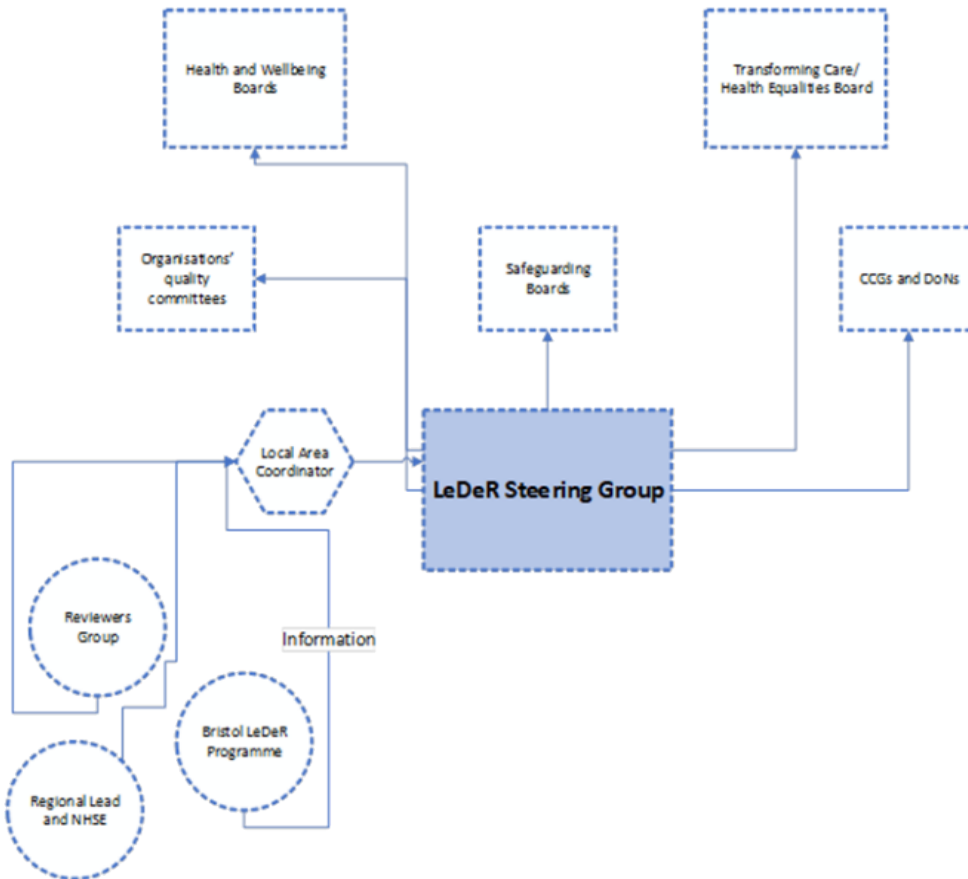 Health and Wellbeing
Boards
Transforming Care/
Health Equalities Board
Organisations'
quality
committees
Safeguarding
Boards
CCGs and DoNs
Local Area
Coordinator
LeDeR Steering Group
Reviewers
Group
Information
Bristol LeDeR
Programme
Regional Lead
and NHSE